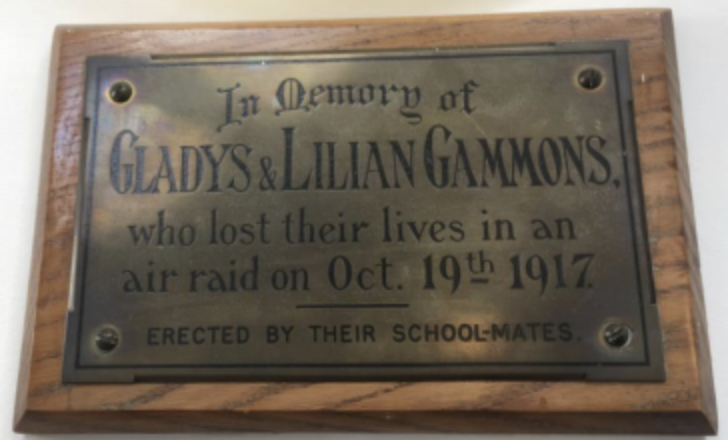 In Memory of
GLADYS & LILIAN GAMMONS,
who lost their lives in an
air raid on Oct. 19th 1917.
ERECTED BY THEIR SCHOOL-MATES.